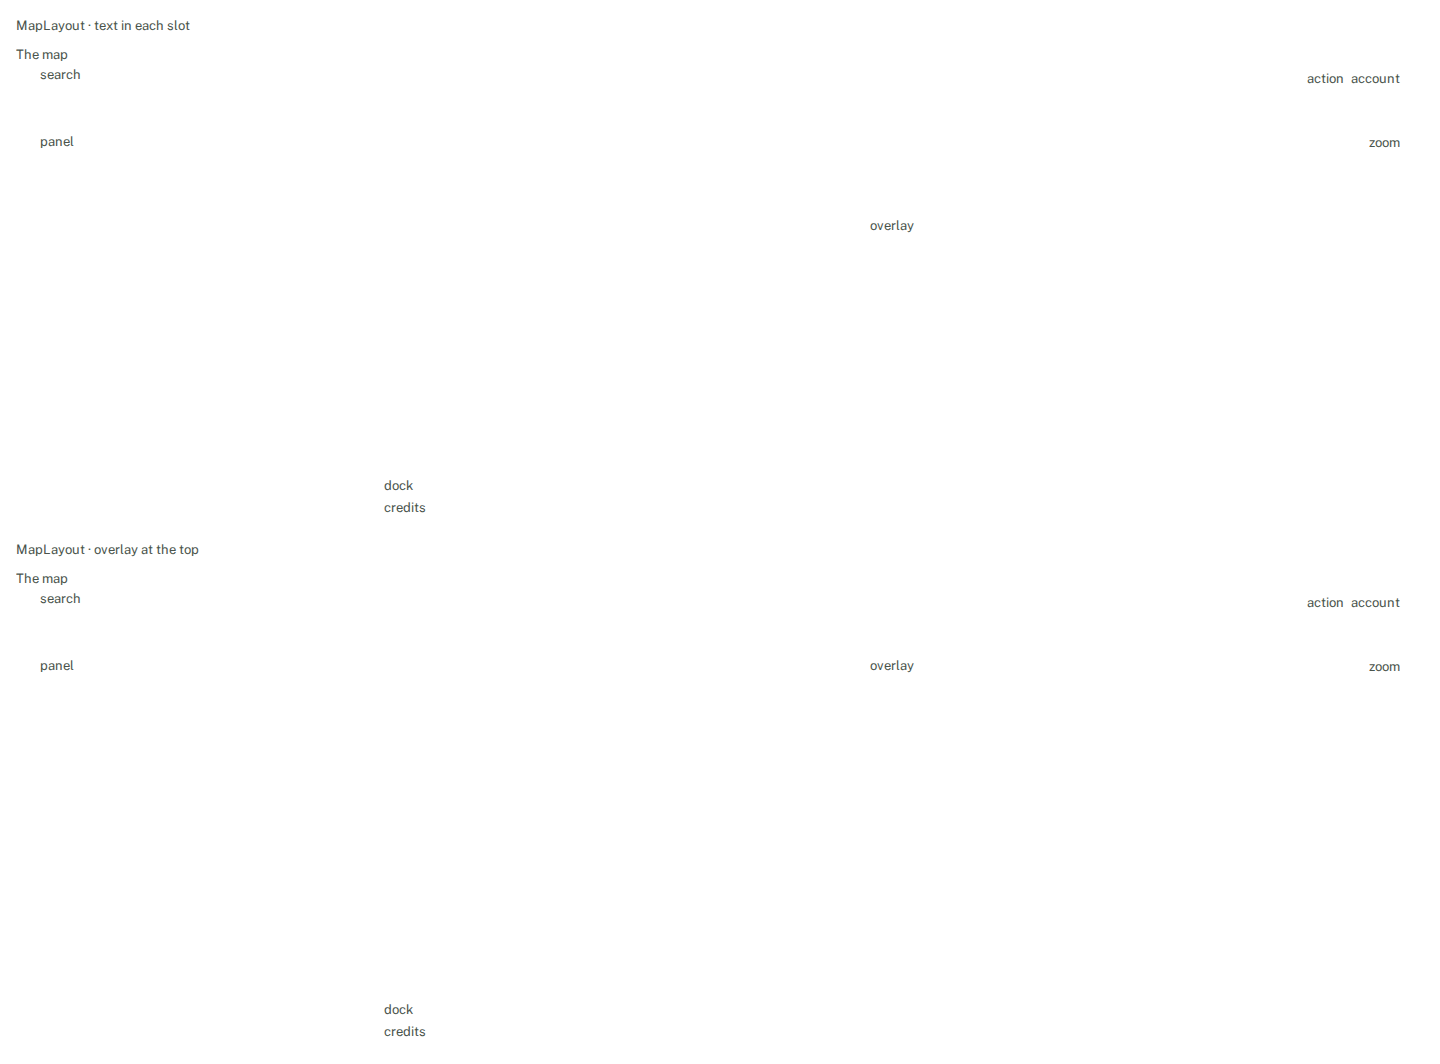 MapLayout · text in each slot
The map
search
action account
panel
zoom
overlay
dock
credits
MapLayout · overlay at the top
The map
search
action account
panel
overlay
zoom
dock
credits